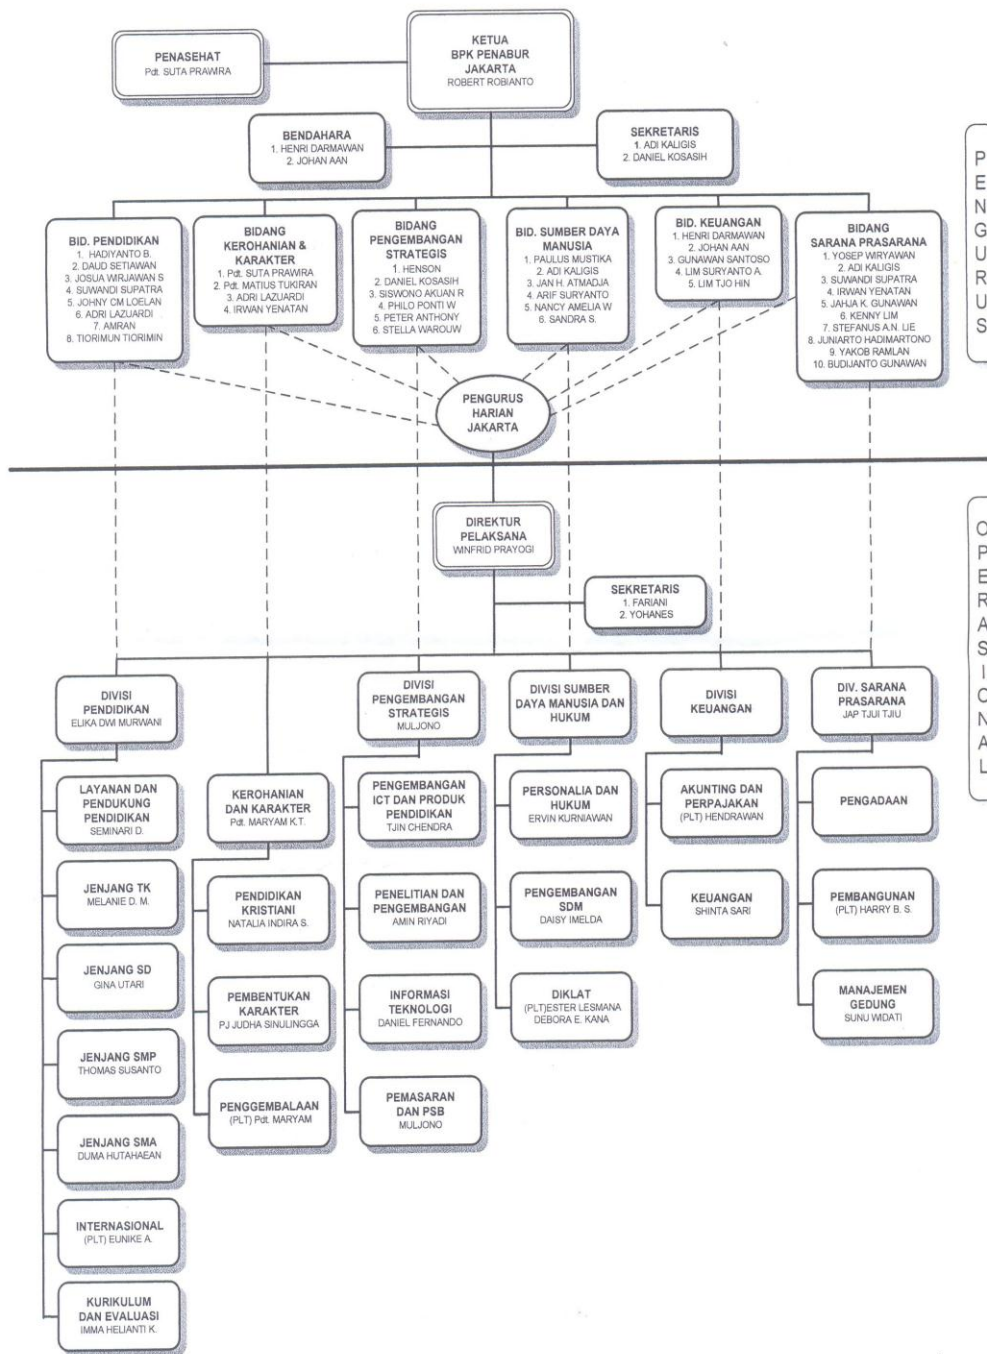 KETUA
BPK PENABUR
JAKARTA
ROBERT ROBIANTO
PENASEHAT
Pdt. SUTA PRAWIRA
BENDAHARA
1. HENRI DARMAWAN
2. JOHAN AAN
SEKRETARIS
1. ADI KALIGIS
2. DANIEL KOSASIH
PENGURUS
BID. PENDIDIKAN
1. HADIYANTO B.
2. DAUD SETIAWAN
3. JOSUA WIRJAWAN S
4. SUWANDI SUPATRA
5. JOHNY CM LOELAN
6. ADRI LAZUARDI
7. AMRAN
8. TIORIMUN TIORIMIN
BIDANG
KEROHANIAN &
KARAKTER
1. Pdt. SUTA PRAWIRA
2. Pdt. MATIUS TUKIRAN
3. ADRI LAZUARDI
4. IRWAN YENATAN
BIDANG
PENGEMBANGAN
STRATEGIS
1. HENSON
2. DANIEL KOSASIH
3. SISWONO AKUAN R
4. PHILO PONTI W
5. PETER ANTHONY
6. STELLA WAROUW
BID. SUMBER DAYA
MANUSIA
1. PAULUS MUSTIKA
2. ADI KALIGIS
3. JAN H. ATMADJA
4. ARIF SURYANTO
5. NANCY AMELIA W
6. SANDRA S.
BID. KEUANGAN
1. HENRI DARMAWAN
2. JOHAN AAN
3. GUNAWAN SANTOSO
4. LIM SURYANTO A.
5. LIM TJO HIN
BIDANG
SARANA PRASARANA
1. YOSEP WIRYAWAN
2. ADI KALIGIS
3. SUWANDI SUPATRA
4. IRWAN YENATAN
5. JAHJA K. GUNAWAN
6. KENNY LIM
7. STEFANUS A.N. LIE
8. JUNIARTO HADIMARTONO
9. YAKOB RAMLAN
10. BUDIJANTO GUNAWAN
PENGURUS
HARIAN
JAKARTA
OPERASIONAL
DIREKTUR
PELAKSANA
WINFRID PRAYOGI
SEKRETARIS
1. FARIANI
2. YOHANES
DIVISI
PENDIDIKAN
ELIKA DWI MURWANI
LAYANAN DAN
PENDUKUNG
PENDIDIKAN
SEMINARI D.
JENJANG TK
MELANIE D. M.
JENJANG SD
GINA UTARI
JENJANG SMP
THOMAS SUSANTO
JENJANG SMA
DUMA HUTAHAEAN
INTERNASIONAL
(PLT) EUNIKE A.
KURIKULUM
DAN EVALUASI
IMMA HELIANTI K.
KEROHANIAN
DAN KARAKTER
Pdt. MARYAM K.T.
PENDIDIKAN
KRISTIANI
NATALIA INDIRA S.
PEMBENTUKAN
KARAKTER
PJ JUDHA SINULINGGA
PENGGEMBALAAN
(PLT) Pdt. MARYAM
DIVISI
PENGEMBANGAN
STRATEGIS
MULJONO
PENGEMBANGAN
ICT DAN PRODUK
PENDIDIKAN
TJIN CHENDRA
PENELITIAN DAN
PENGEMBANGAN
AMIN RIYADI
INFORMASI
TEKNOLOGI
DANIEL FERNANDO
PEMASARAN
DAN PSB
MULJONO
DIVISI SUMBER
DAYA MANUSIA DAN
HUKUM
PERSONALIA DAN
HUKUM
ERVIN KURNIAWAN
PENGEMBANGAN
SDM
DAISY IMELDA
DIKLAT
(PLT)ESTER LESMANA
DEBORA E. KANA
DIVISI
KEUANGAN
AKUNTING DAN
PERPAJAKAN
(PLT) HENDRAWAN
KEUANGAN
SHINTA SARI
DIV. SARANA
PRASARANA
JAP TJUI TJIU
PENGADAAN
PEMBANGUNAN
(PLT) HARRY B. S.
MANAJEMEN
GEDUNG
SUNU WIDATI